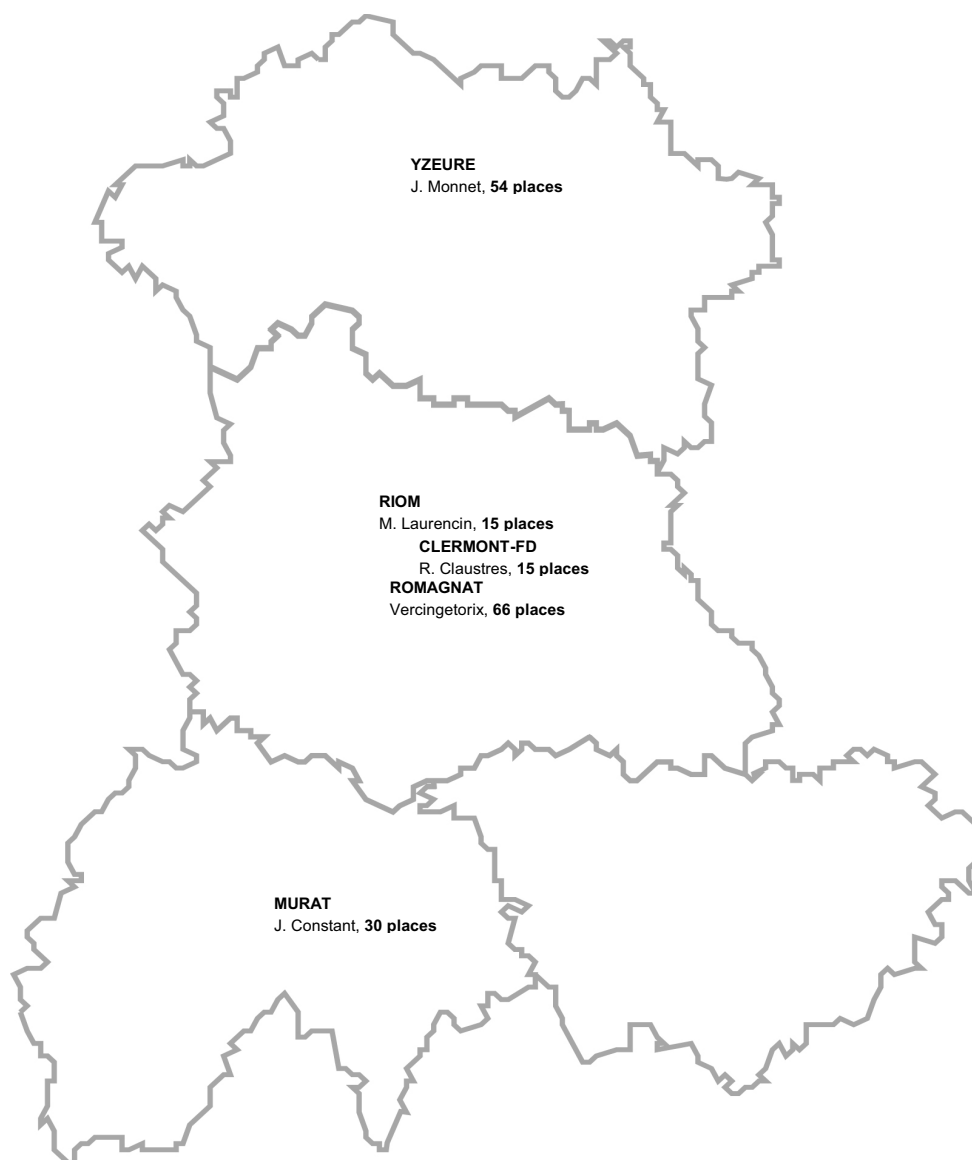 YZEURE
J. Monnet, 54 places
RIOM
M. Laurencin, 15 places
CLERMONT-FD
R. Claustres, 15 places
ROMAGNAT
Vercingetorix, 66 places
MURAT
J. Constant, 30 places